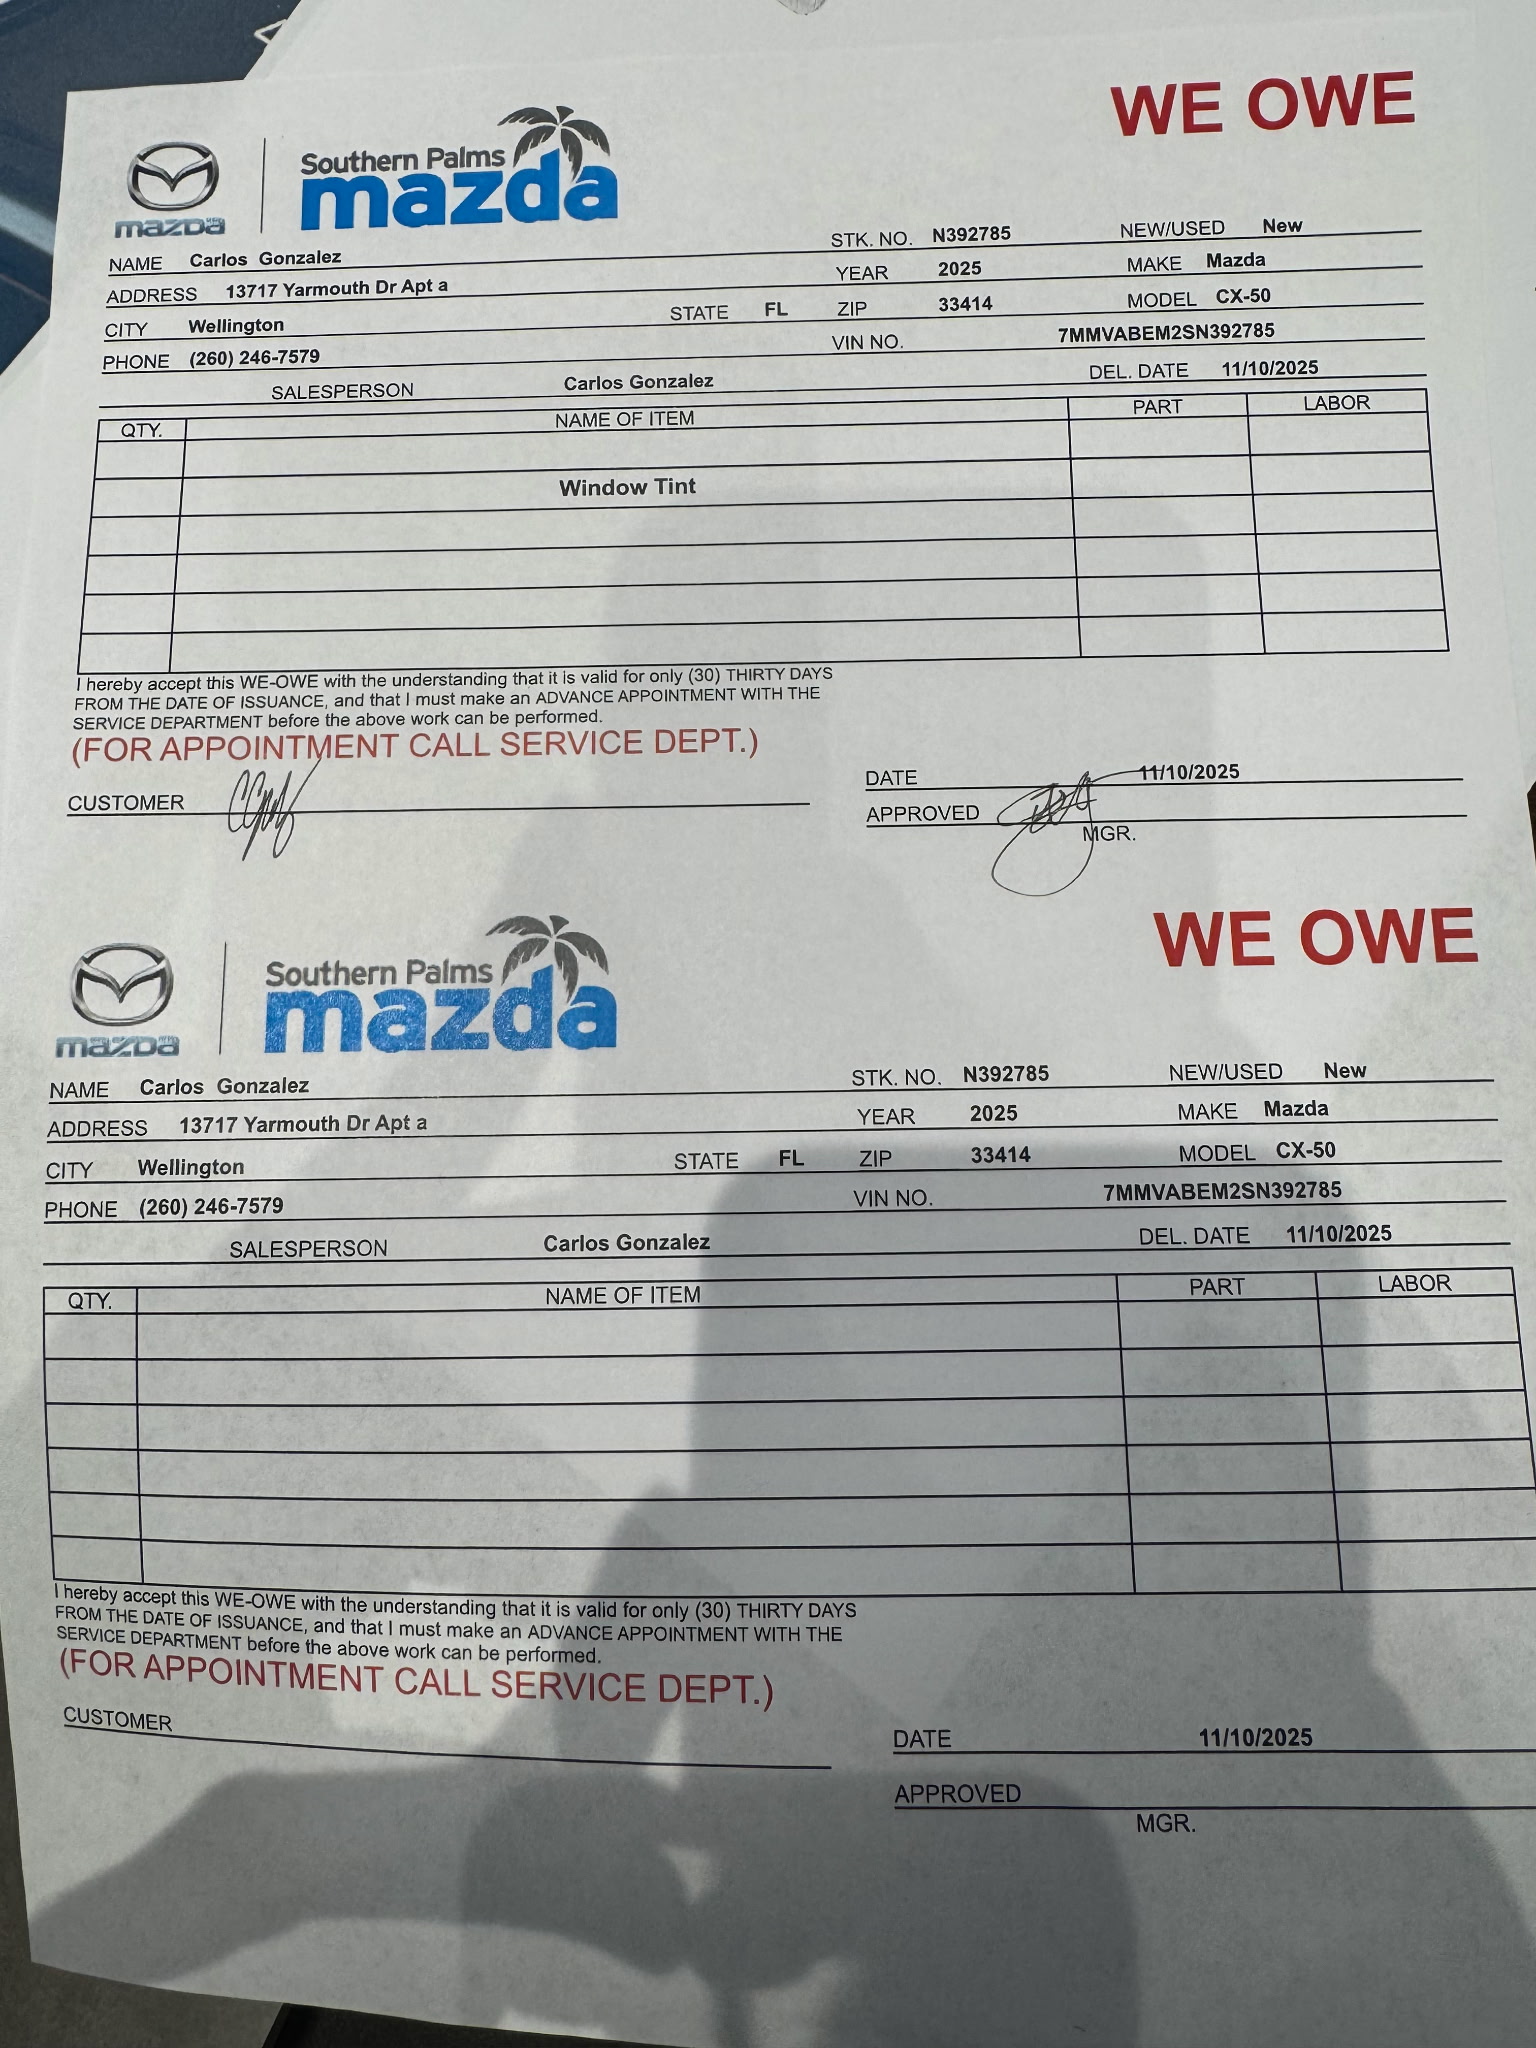 WE OWE
Southern Palms
mazda
mazda
STK. NO. N392785 NEW/USED New
NAME Carlos Gonzalez YEAR 2025 MAKE Mazda
ADDRESS 13717 Yarmouth Dr Apt a
STATE FL ZIP 33414 MODEL CX-50
CITY Wellington
VIN NO. 7MMVABEM2SN392785
PHONE (260) 246-7579
DEL. DATE 11/10/2025
SALESPERSON Carlos Gonzalez
QTY. NAME OF ITEM PART LABOR
Window Tint
I hereby accept this WE-OWE with the understanding that it is valid for only (30) THIRTY DAYS
FROM THE DATE OF ISSUANCE, and that I must make an ADVANCE APPOINTMENT WITH THE
SERVICE DEPARTMENT before the above work can be performed.
(FOR APPOINTMENT CALL SERVICE DEPT.)
DATE 11/10/2025
CUSTOMER
APPROVED
MGR.
WE OWE
Southern Palms
mazda
mazda
STK. NO. N392785 NEW/USED New
NAME Carlos Gonzalez
YEAR 2025 MAKE Mazda
ADDRESS 13717 Yarmouth Dr Apt a
STATE FL ZIP 33414 MODEL CX-50
CITY Wellington
VIN NO. 7MMVABEM2SN392785
PHONE (260) 246-7579
DEL. DATE 11/10/2025
SALESPERSON Carlos Gonzalez
QTY. NAME OF ITEM PART LABOR
I hereby accept this WE-OWE with the understanding that it is valid for only (30) THIRTY DAYS
FROM THE DATE OF ISSUANCE, and that I must make an ADVANCE APPOINTMENT WITH THE
SERVICE DEPARTMENT before the above work can be performed.
(FOR APPOINTMENT CALL SERVICE DEPT.)
CUSTOMER
DATE 11/10/2025
APPROVED
MGR.